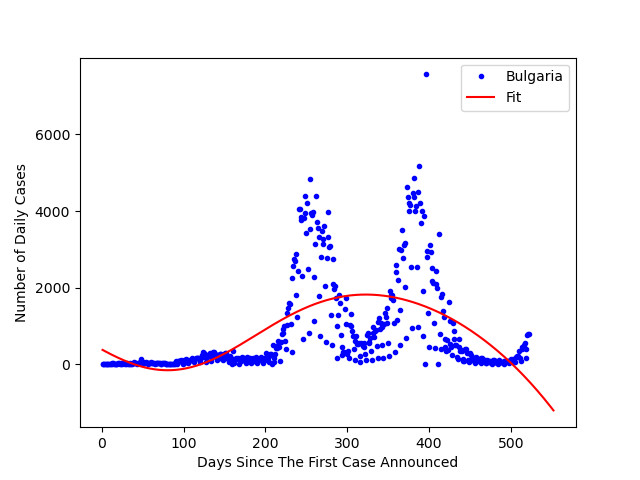 Bulgaria
Fit
Number of Daily Cases
6000
4000
2000
0
0 100 200 300 400 500
Days Since The First Case Announced